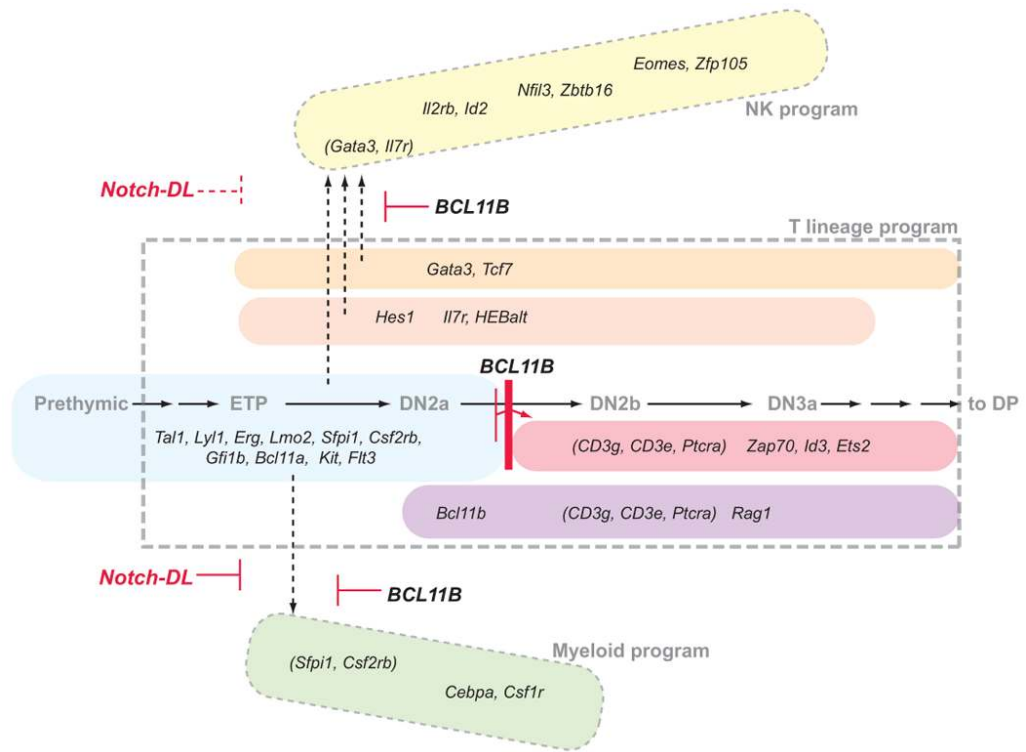 Eomes, Zfp105
Nfil3, Zbtb16
Il2rb, Id2
NK program
(Gata3, Il7r)
Notch-DL
BCL11B
T lineage program
Gata3, Tcf7
Hes1 Il7r, HEBalt
BCL11B
Prethymic ETP DN2a DN2b DN3a to DP
Tal1, Lyl1, Erg, Lmo2, Sfpi1, Csf2rb,
Gfi1b, Bcl11a, Kit, Flt3
(CD3g, CD3e, Ptcra) Zap70, Id3, Ets2
Bcl11b (CD3g, CD3e, Ptcra) Rag1
Notch-DL
BCL11B
Myeloid program
(Sfpi1, Csf2rb)
Cebpa, Csf1r